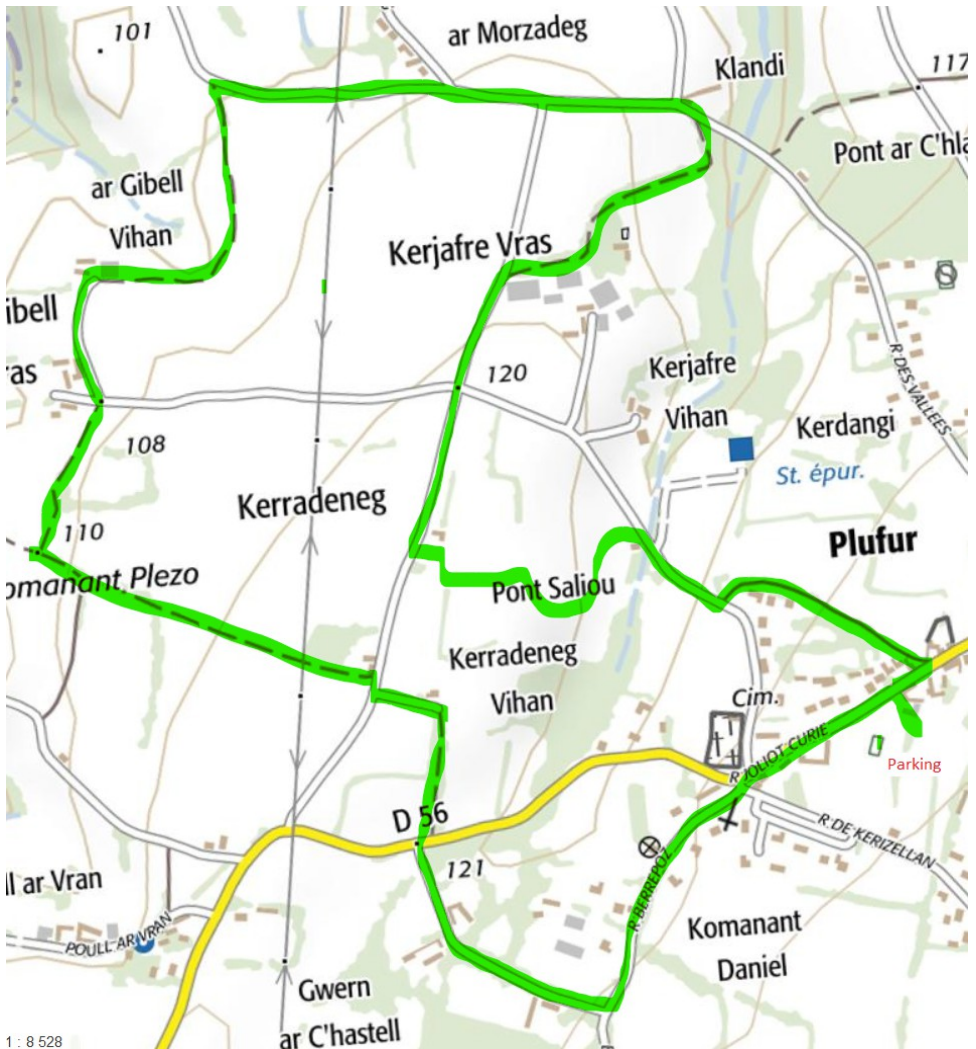 101
ar Morzadeg
Klandi
117
Pont ar C'hla
ar Gibell
Vihan
Kerjafre Vras
ibell
ras
120
Kerjafre
Vihan
R DES VALLEES
Kerdangi
St. épur.
108
Kerradeneg
110
Plufur
omanant Plezo
Pont Saliou
Kerradeneg
Vihan
Cim.
R JOLIOT CURIE
Parking
D 56
R DE KERIZELLAN
121
ll ar Vran
R BERREPOZ
POULL AR VRAN
Komanant
Daniel
Gwern
ar C'hastell
1 : 8 528